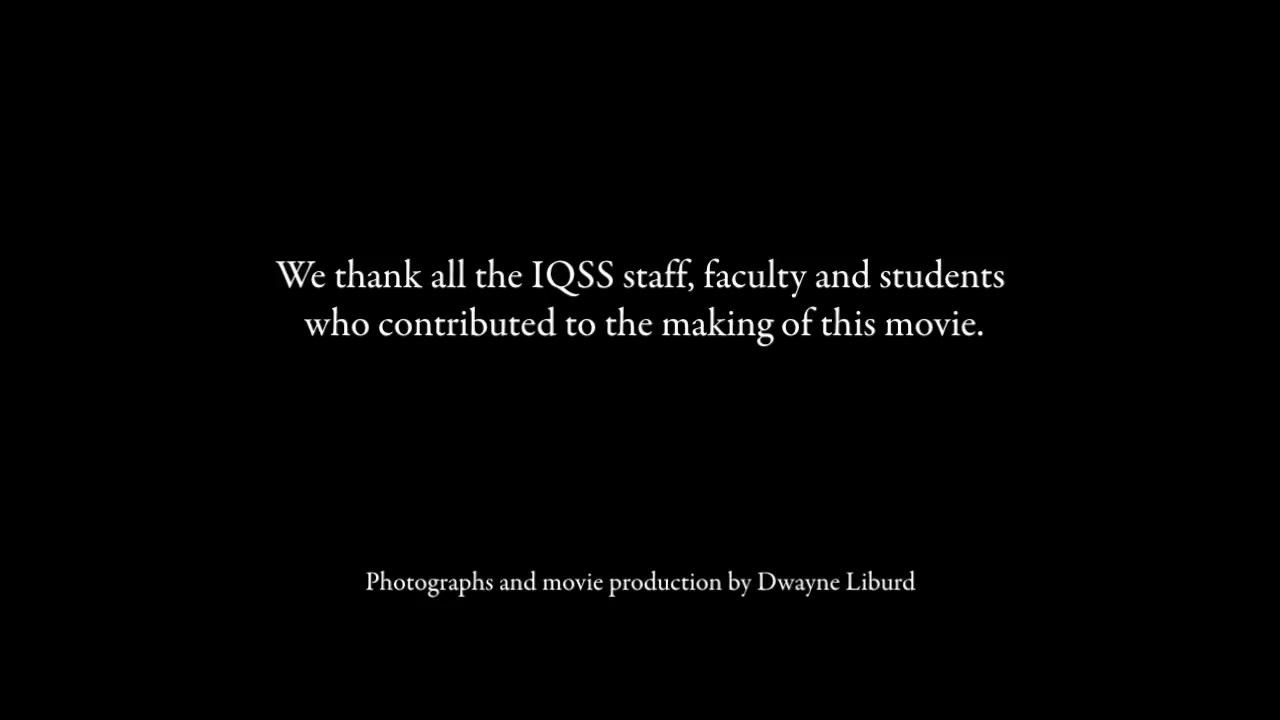 We thank all the IQSS staff, faculty and students
who contributed to the making of this movie.
Photographs and movie production by Dwayne Liburd